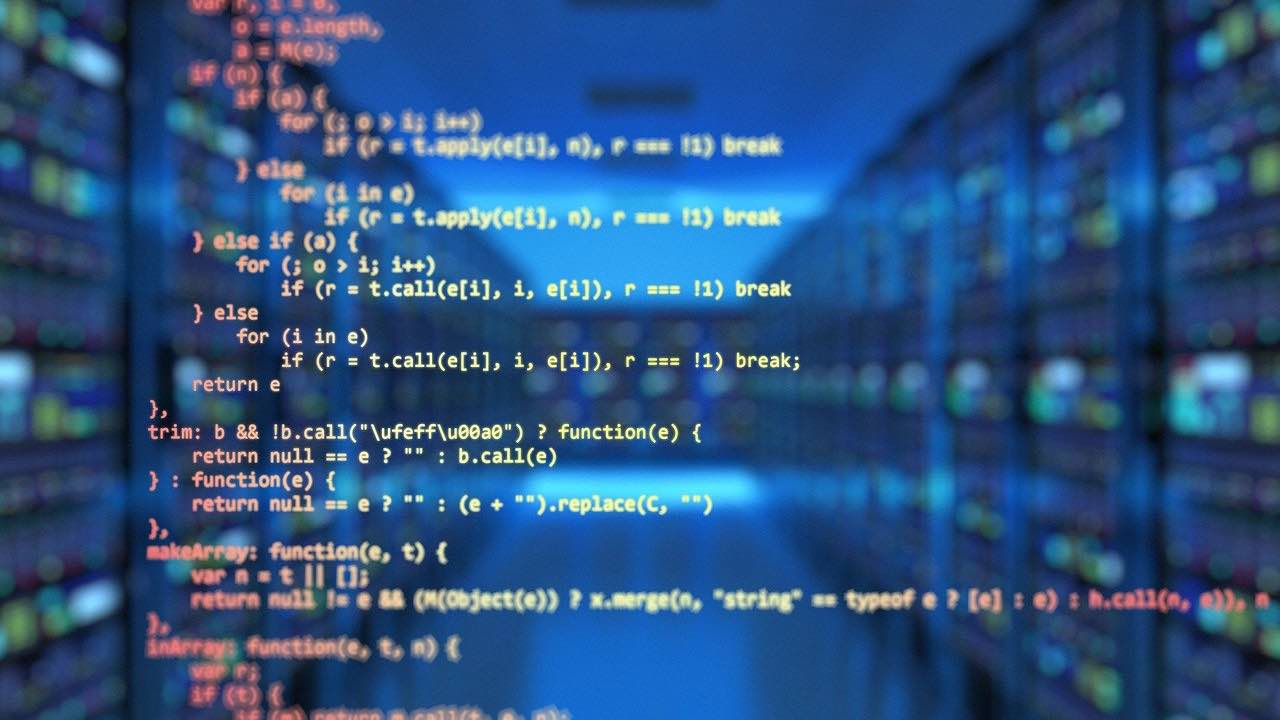 var r, i = 0,
o = e.length,
a = M(e);
if (n) {
if (a) {
for (; o > i; i++)
if (r = t.apply(e[i], n), r === !1) break
} else
for (i in e)
if (r = t.apply(e[i], n), r === !1) break
} else if (a) {
for (; o > i; i++)
if (r = t.call(e[i], i, e[i]), r === !1) break
} else
for (i in e)
if (r = t.call(e[i], i, e[i]), r === !1) break;
return e
},
trim: b && !b.call("\ufeff\u00a0") ? function(e) {
return null == e ? "" : b.call(e)
} : function(e) {
return null == e ? "" : (e + "").replace(C, "")
},
makeArray: function(e, t) {
var n = t || [];
return null != e && (M(Object(e)) ? x.merge(n, "string" == typeof e ? [e] : e) : h.call(n, e)), n
},
inArray: function(e, t, n) {
var r;
if (t) {
if (m) return m.call(t, e, n);